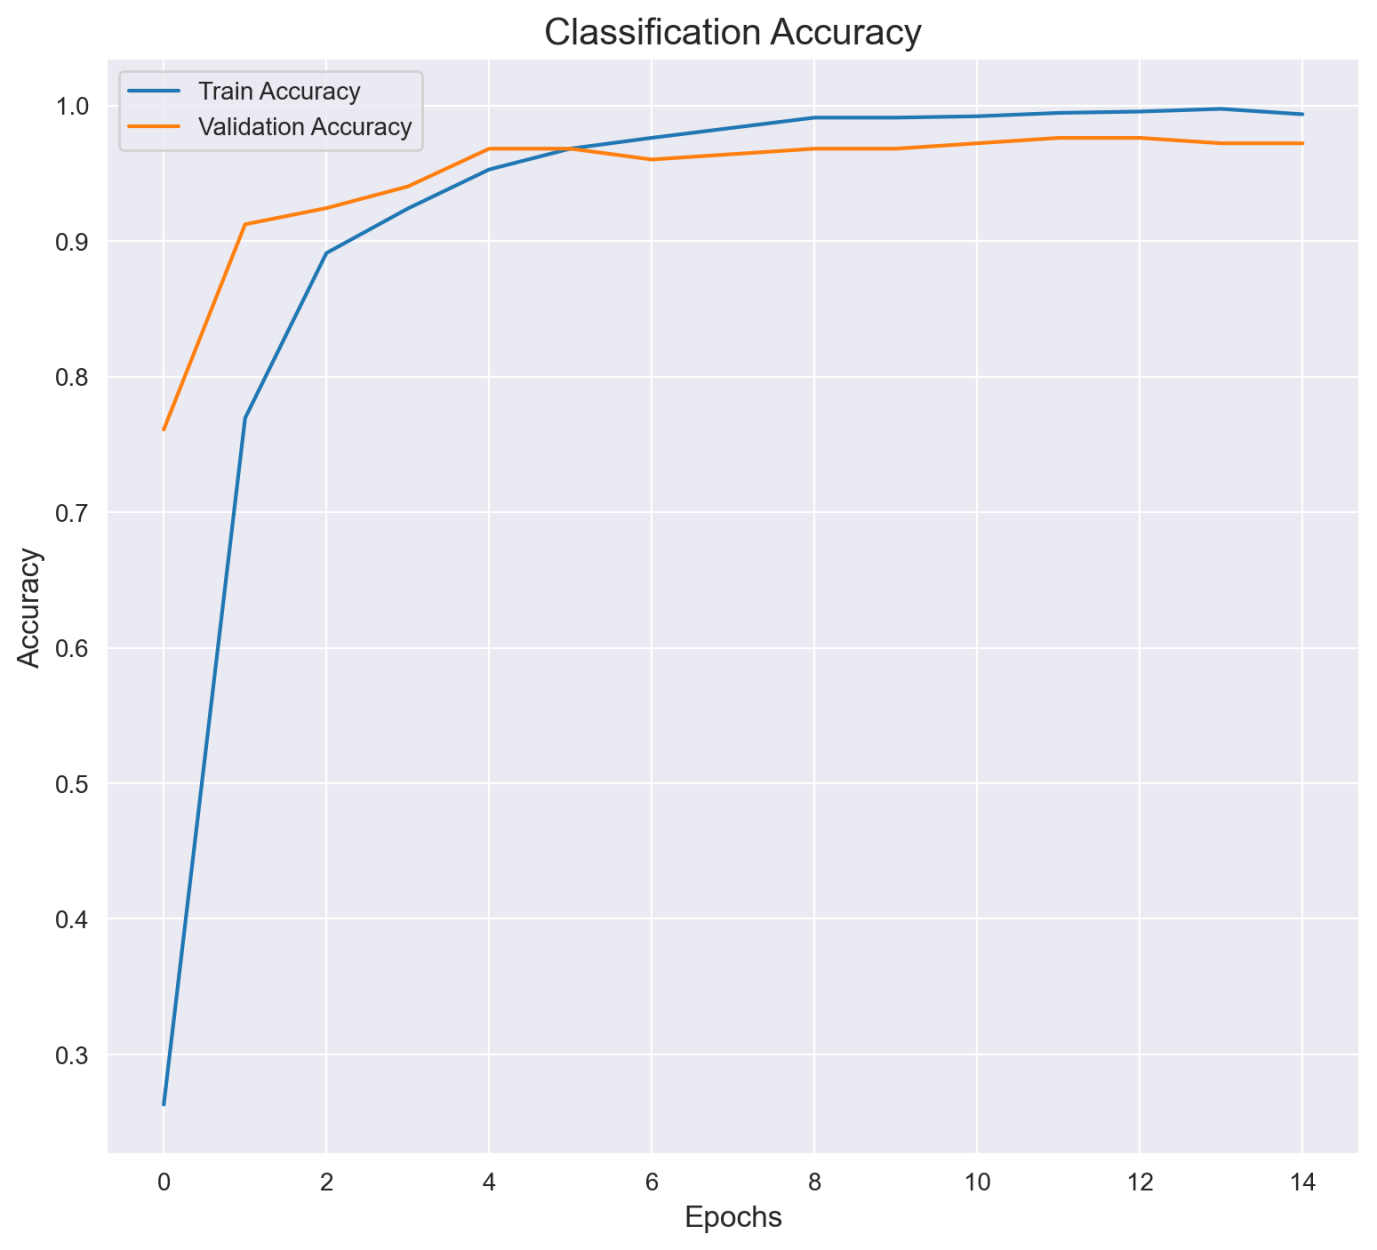 Classification Accuracy
Train Accuracy
Validation Accuracy
1.0
0.9
0.8
0.7
0.6
0.5
0.4
0.3
Accuracy
0 2 4 6 8 10 12 14
Epochs